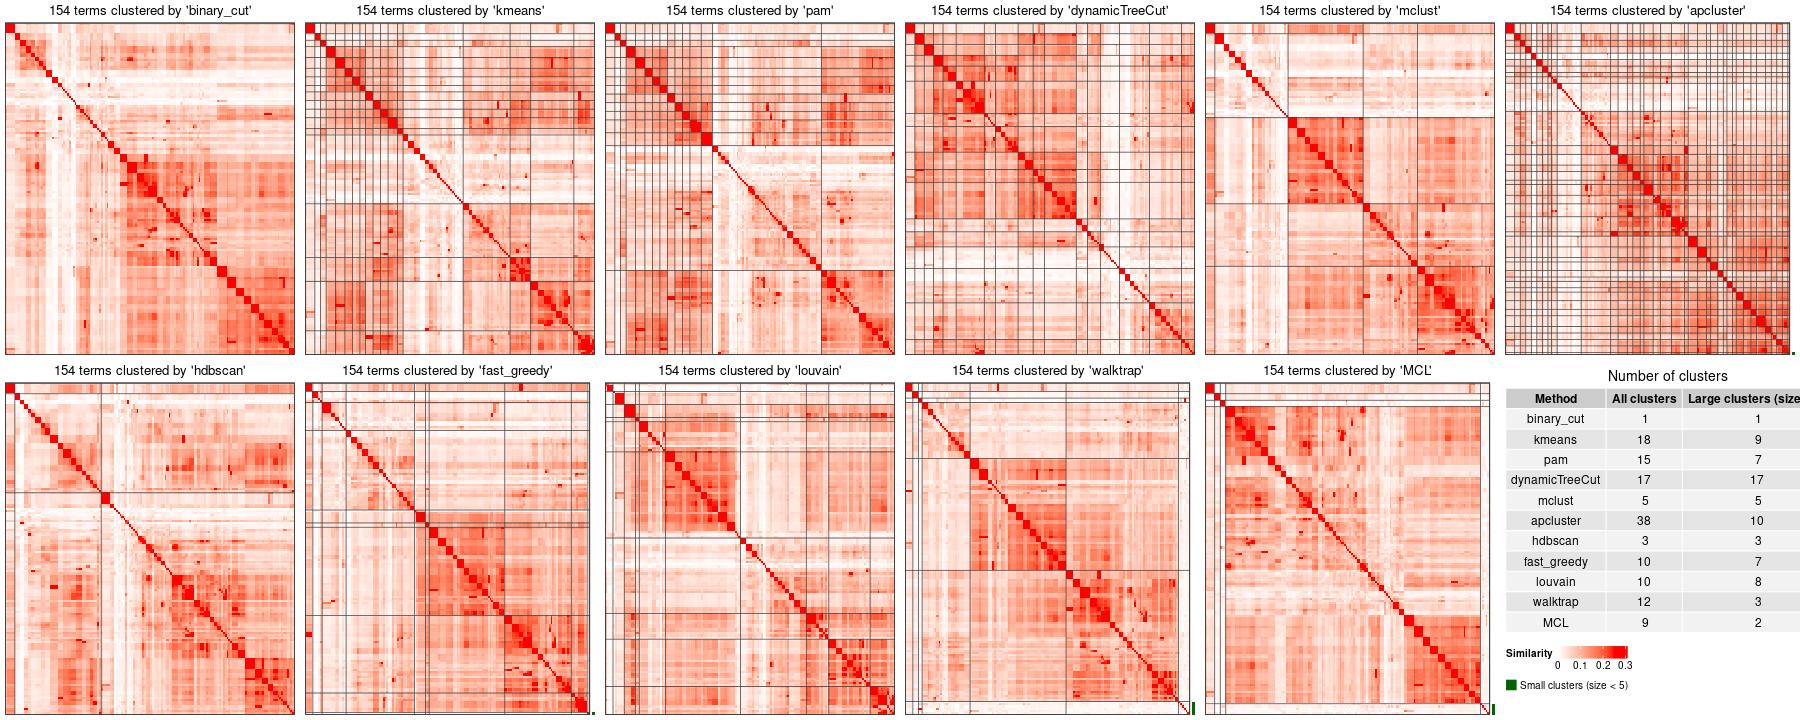 154 terms clustered by 'binary_cut'
154 terms clustered by 'kmeans'
154 terms clustered by 'pam'
154 terms clustered by 'dynamicTreeCut'
154 terms clustered by 'mclust'
154 terms clustered by 'apcluster'
154 terms clustered by 'hdbscan'
154 terms clustered by 'fast_greedy'
154 terms clustered by 'louvain'
154 terms clustered by 'walktrap'
154 terms clustered by 'MCL'
Number of clusters
Method All clusters Large clusters (size
binary_cut 1 1
kmeans 18 9
pam 15 7
dynamicTreeCut 17 17
mclust 5 5
apcluster 38 10
hdbscan 3 3
fast_greedy 10 7
louvain 10 8
walktrap 12 3
MCL 9 2
Similarity
0 0.1 0.2 0.3
Small clusters (size < 5)